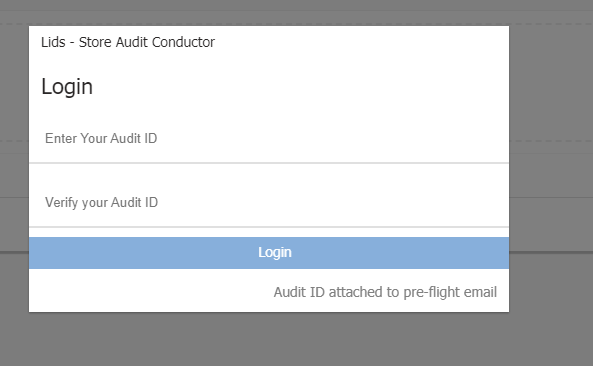 Lids - Store Audit Conductor
Login
Enter Your Audit ID
Verify your Audit ID
Login
Audit ID attached to pre-flight email